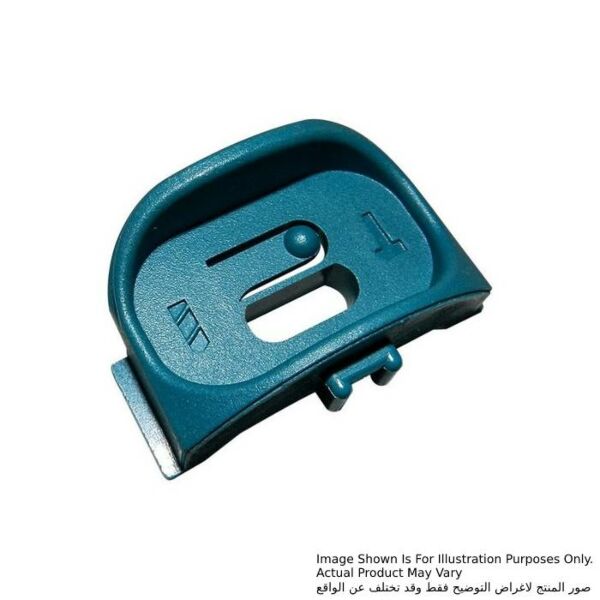 Image Shown Is For Illustration Purposes Only.
Actual Product May Vary
صور المنتج لاغراض التوضيح فقط وقد تختلف عن الواقع